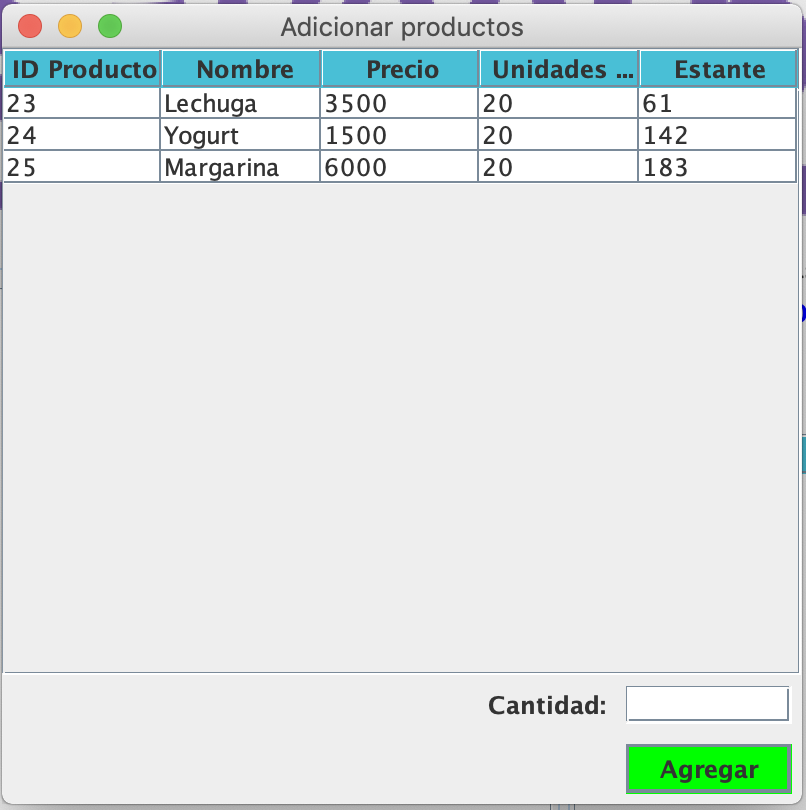 Adicionar productos
ID Producto Nombre Precio Unidades ... Estante
23 Lechuga 3500 20 61
24 Yogurt 1500 20 142
25 Margarina 6000 20 183
Cantidad:
Agregar